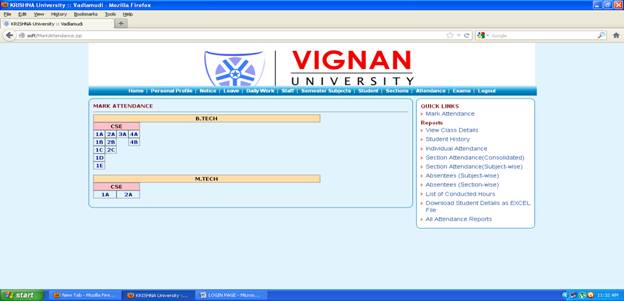 KRISHNA University :: Vadlamudi - Mozilla Firefox
File Edit View History Bookmarks Tools Help
KRISHNA-University :: Vadlamudi
soft/MarkAttendance.jsp
Google
VIGNAN
UNIVERSITY
Home | Personal Profile | Notice | Leave | Daily Work | Staff | Semester Subjects | Student | Sections | Attendance | Exams | Logout
MARK ATTENDANCE
B.TECH
CSE
1A 2A 3A 4A
1B 2B 4B
1C 2C
1D
1E
M.TECH
CSE
1A 2A
QUICK LINKS
Mark Attendance
Reports
View Class Details
Student History
Individual Attendance
Section Attendance(Consolidated)
Section Attendance(Subject-wise)
Absentees (Subject-wise)
Absentees (Section-wise)
List of Conducted Hours
Download Student Details as EXCEL
File
All Attendance Reports
start
New Tab - Mozilla Fire...
KRISHNA University :...
LOGIN PAGE - Micros...
11:32 AM